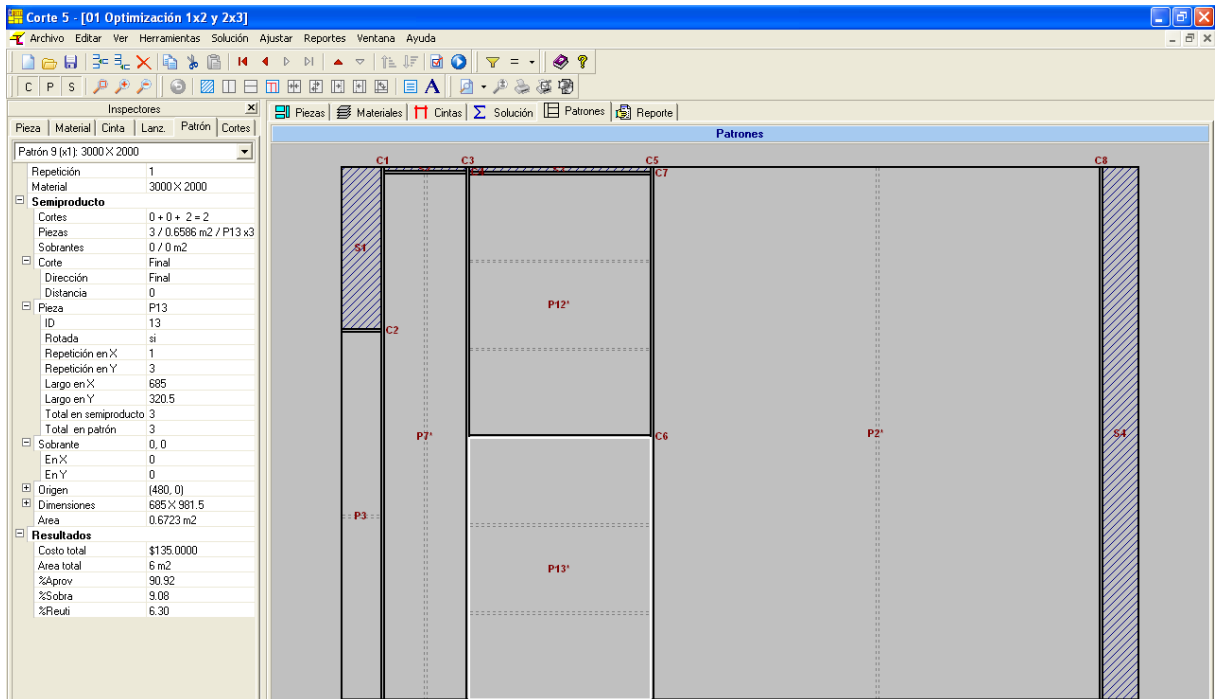 Corte 5 - [01 Optimización 1x2 y 2x3]
Archivo Editar Ver Herramientas Solución Ajustar Reportes Ventana Ayuda
C P S
A
Inspectores
Pieza Material Cinta Lanz. Patrón Cortes
Piezas Materiales Cintas Solución Patrones Reporte
Patrones
Patrón 9 (x1): 3000 X 2000
Repetición 1
Material 3000 X 2000
Semiproducto
Cortes 0 + 0 + 2 = 2
Piezas 3 / 0.6586 m2 / P13 x3
Sobrantes 0 / 0 m2
Corte Final
Dirección Final
Distancia 0
Pieza P13
ID 13
Rotada si
Repetición en X 1
Repetición en Y 3
Largo en X 685
Largo en Y 320.5
Total en semiproducto 3
Total en patrón 3
Sobrante 0, 0
En X 0
En Y 0
Origen (480, 0)
Dimensiones 685 X 981.5
Area 0.6723 m2
Resultados
Costo total $135.0000
Area total 6 m2
%Aprov 90.92
%Sobra 9.08
%Reuti 6.30
C1 C3 C5 C8
C7
S1
P12*
C2
P7* C6 P2* S4
P3
P13*